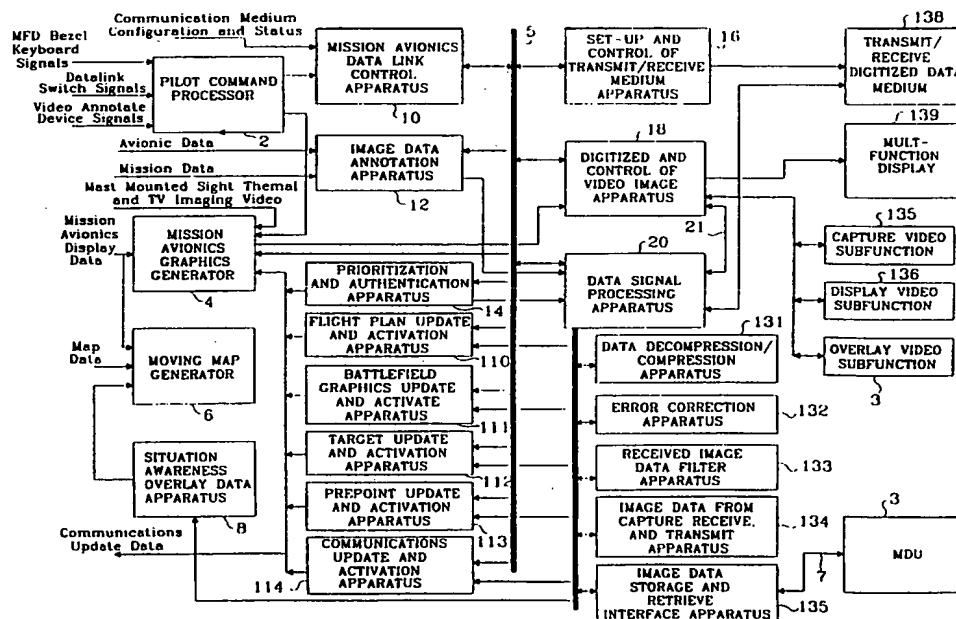 Communication Medium
Configuration and Status
MFD Bezel
Keyboard
Signals
Datalink
Switch Signals
Video Annotate
Device Signals
PILOT COMMAND
PROCESSOR
2
MISSION AVIONICS
DATA LINK
CONTROL
APPARATUS
10
5
SET-UP AND
CONTROL OF
TRANSMIT/RECEIVE
MEDIUM
APPARATUS
16
138
TRANSMIT/
RECEIVE
DIGITIZED DATA
MEDIUM
Avionic Data
Mission Data
IMAGE DATA
ANNOTATION
APPARATUS
12
18
DIGITIZED AND
CONTROL OF
VIDEO IMAGE
APPARATUS
139
MULT-
FUNCTION
DISPLAY
Mast Mounted Sight Themal
and TV Imaging Video
Mission
Avionics
Display
Data
MISSION
AVIONICS
GRAPHICS
GENERATOR
4
20
21
DATA SIGNAL
PROCESSING
APPARATUS
135
CAPTURE VIDEO
SUBFUNCTION
136
DISPLAY VIDEO
SUBFUNCTION
OVERLAY VIDEO
SUBFUNCTION
3
PRIORITIZATION
AND AUTHENTICATION
APPARATUS
14
FLIGHT PLAN UPDATE
AND ACTIVATION
APPARATUS
110
BATTLEFIELD
GRAPHICS UPDATE
AND ACTIVATE
APPARATUS
111
TARGET UPDATE
AND ACTIVATION
APPARATUS
112
PREPOINT UPDATE
AND ACTIVATION
APPARATUS
113
COMMUNICATIONS
UPDATE AND
ACTIVATION
APPARATUS
114
Map
Data
MOVING MAP
GENERATOR
6
SITUATION
AWARENESS
OVERLAY DATA
APPARATUS
8
Communications
Update Data
131
DATA DECOMPRESSION/
COMPRESSION
APPARATUS
ERROR CORRECTION
APPARATUS
132
RECEIVED IMAGE
DATA FILTER
APPARATUS
133
IMAGE DATA FROM
CAPTURE RECEIVE,
AND TRANSMIT
APPARATUS
134
IMAGE DATA
STORAGE AND
RETRIEVE
INTERFACE APPARATUS
135
3
MDU
7